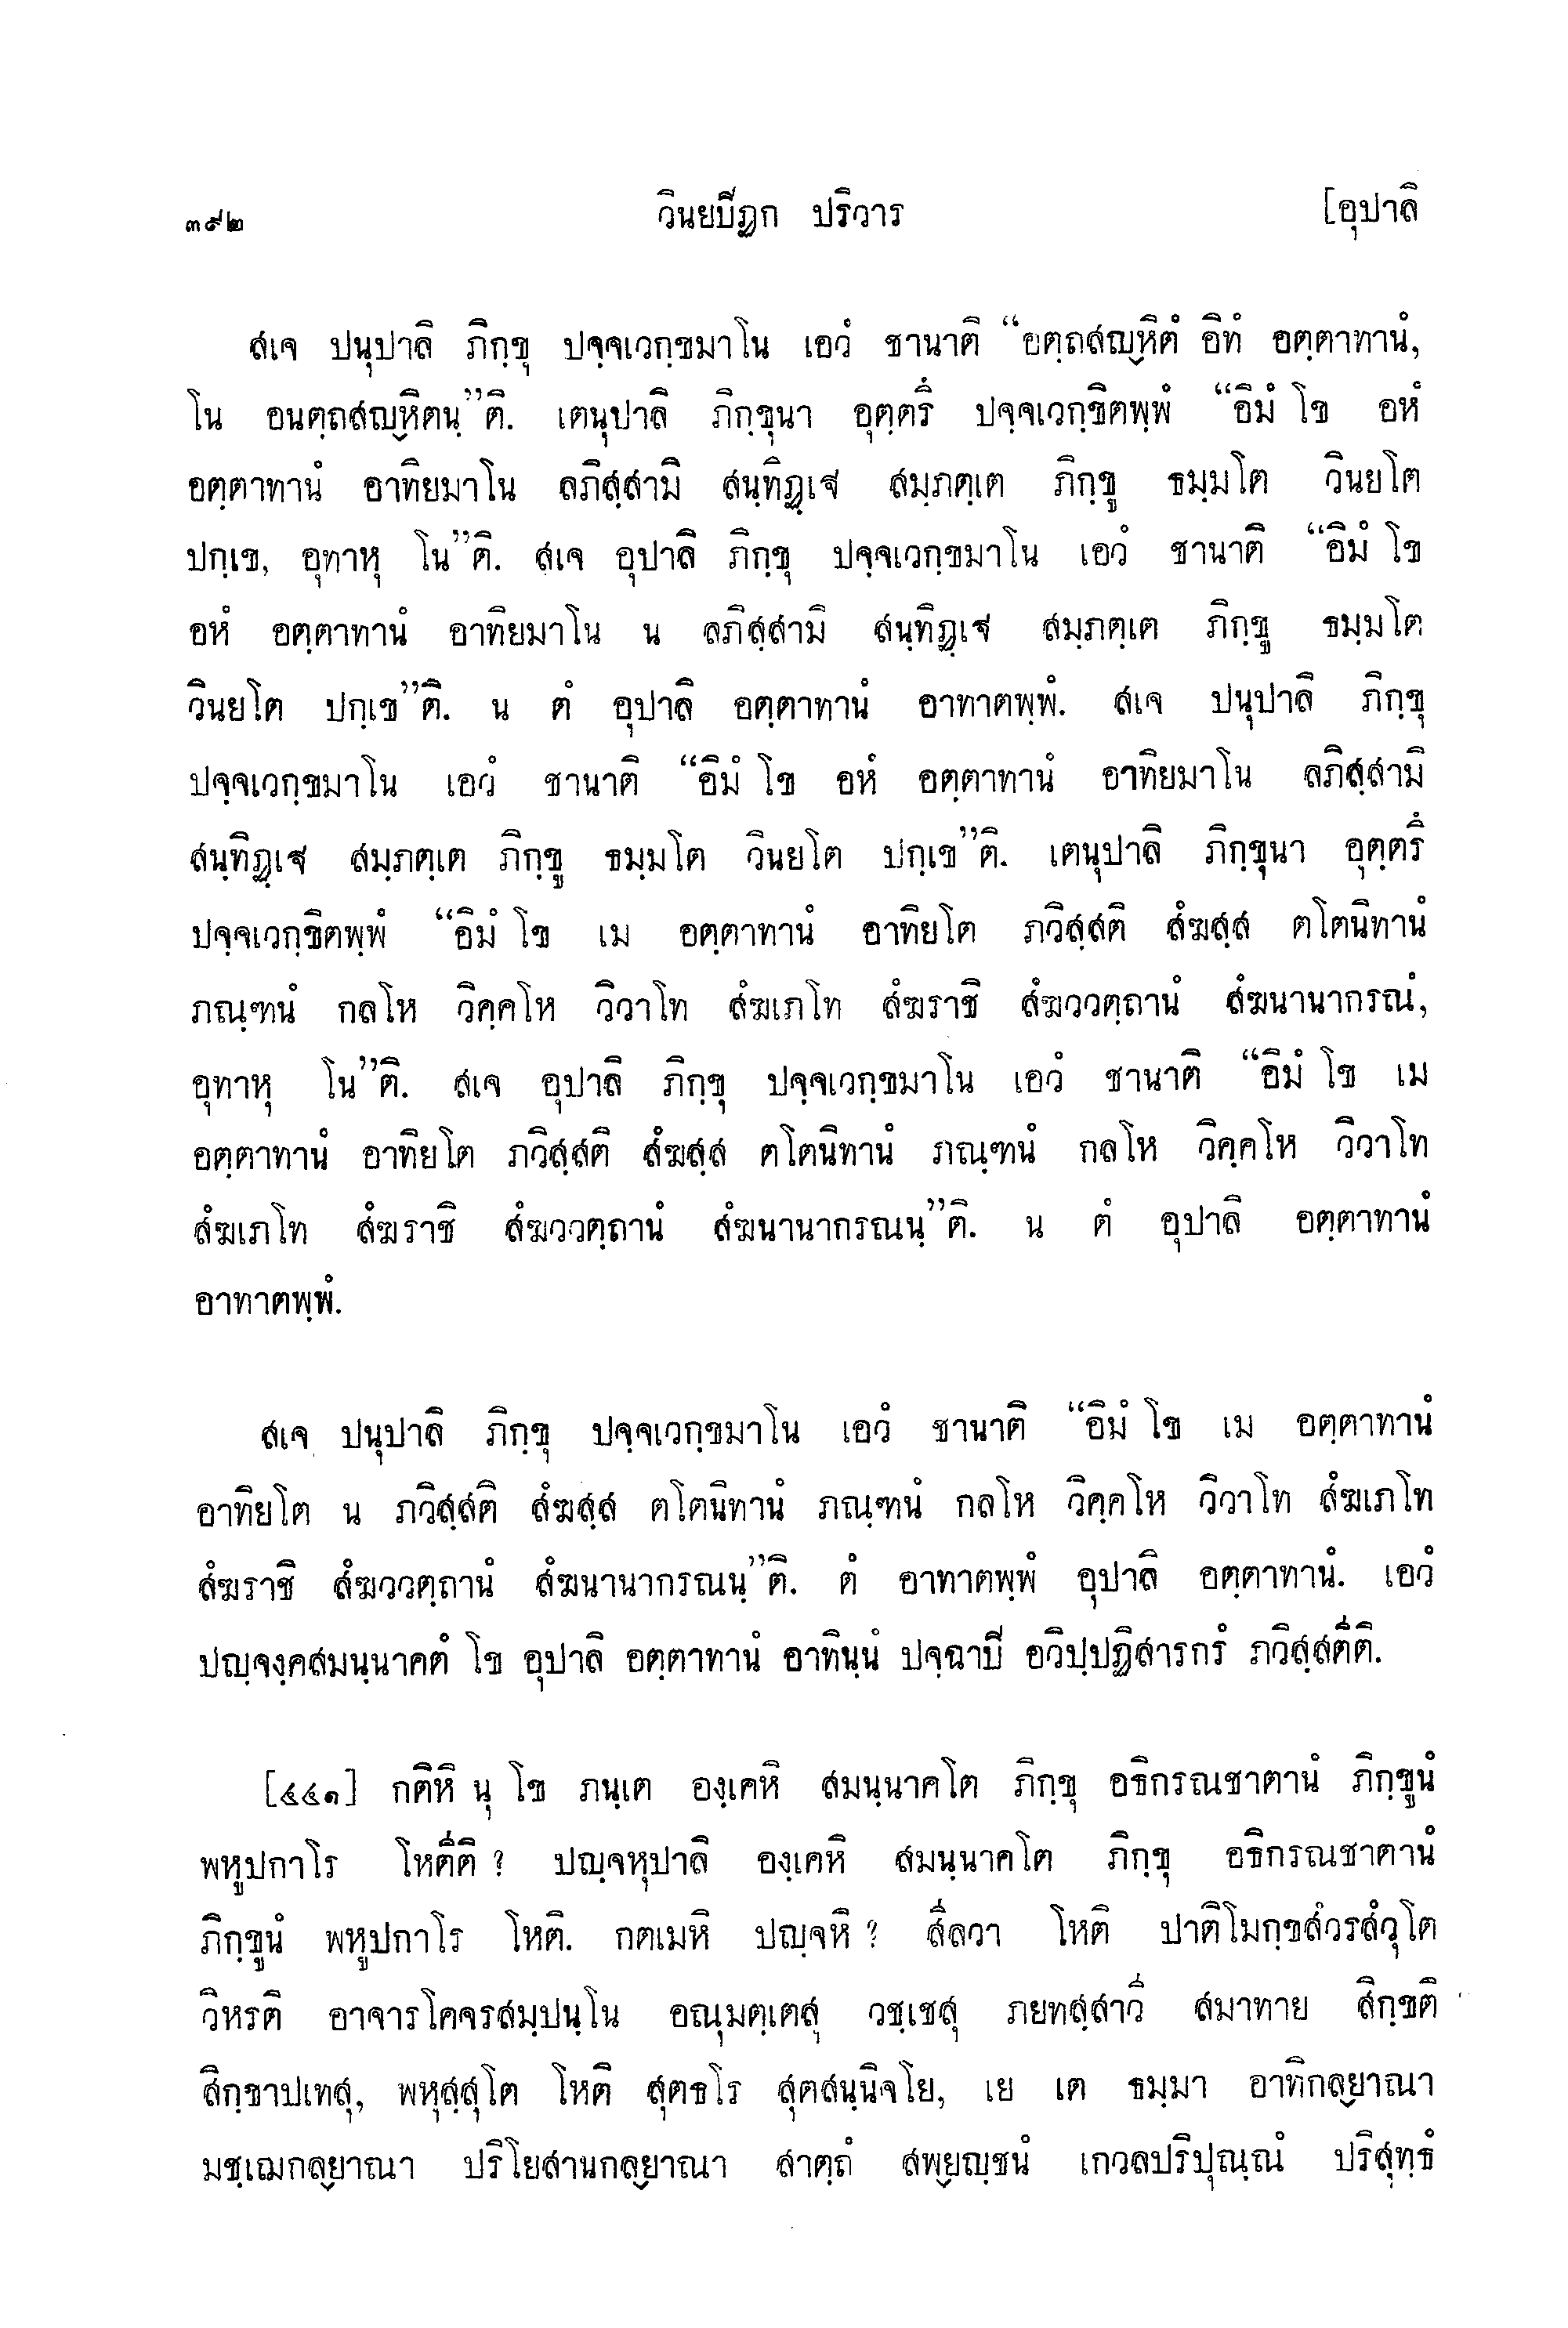 ๓๙๒ วินยปีฏก ปริวาร [อุปาลิ
สเจ ปนุปาลิ ภิกฺขุ ปจฺจเวกฺขมาโน เอวํ ชานาติ “อตฺถสญฺหิตํ อิทํ อตฺตาทานํ,
โน อนตฺถสญฺหิตนฺ”ติ. เตนุปาลิ ภิกฺขุนา อุตฺตรึ ปจฺจเวกฺขิตพฺพํ “อิมํ โข อหํ
อตฺตาทานํ อาทิยมาโน ลภิสฺสามิ สนฺทิฏฺเฐ สมฺภตฺเต ภิกฺขู ธมฺมโต วินยโต
ปกฺเข, อุทาหุ โน”ติ. สเจ อุปาลิ ภิกฺขุ ปจฺจเวกฺขมาโน เอวํ ชานาติ “อิมํ โข
อหํ อตฺตาทานํ อาทิยมาโน น ลภิสฺสามิ สนฺทิฏฺเฐ สมฺภตฺเต ภิกฺขู ธมฺมโต
วินยโต ปกฺเข”ติ. น ตํ อุปาลิ อตฺตาทานํ อาทาตพฺพํ. สเจ ปนุปาลิ ภิกฺขุ
ปจฺจเวกฺขมาโน เอวํ ชานาติ “อิมํ โข อหํ อตฺตาทานํ อาทิยมาโน ลภิสฺสามิ
สนฺทิฏฺเฐ สมฺภตฺเต ภิกฺขู ธมฺมโต วินยโต ปกฺเข”ติ. เตนุปาลิ ภิกฺขุนา อุตฺตรึ
ปจฺจเวกฺขิตพฺพํ “อิมํ โข เม อตฺตาทานํ อาทิยโต ภวิสฺสติ สํฆสฺส ตโตนิทานํ
ภณฺฑนํ กลโห วิคฺคโห วิวาโท สํฆเภโท สํฆราชิ สํฆววตฺถานํ สํฆนานากรณํ,
อุทาหุ โน”ติ. สเจ อุปาลิ ภิกฺขุ ปจฺจเวกฺขมาโน เอวํ ชานาติ “อิมํ โข เม
อตฺตาทานํ อาทิยโต ภวิสฺสติ สํฆสฺส ตโตนิทานํ ภณฺฑนํ กลโห วิคฺคโห วิวาโท
สํฆเภโท สํฆราชิ สํฆววตฺถานํ สํฆนานากรณนฺ”ติ. น ตํ อุปาลิ อตฺตาทานํ
อาทาตพฺพํ.
สเจ ปนุปาลิ ภิกฺขุ ปจฺจเวกฺขมาโน เอวํ ชานาติ “อิมํ โข เม อตฺตาทานํ
อาทิยโต น ภวิสฺสติ สํฆสฺส ตโตนิทานํ ภณฺฑนํ กลโห วิคฺคโห วิวาโท สํฆเภโท
สํฆราชิ สํฆววตฺถานํ สํฆนานากรณนฺ”ติ. ตํ อาทาตพฺพํ อุปาลิ อตฺตาทานํ. เอวํ
ปญฺจงฺคสมนฺนาคตํ โข อุปาลิ อตฺตาทานํ อาทินฺนํ ปจฺฉาปี อวิปฺปฏิสารกรํ ภวิสฺสตีติ.
[๔๔๑] กติหิ นุ โข ภนฺเต องฺเคหิ สมนฺนาคโต ภิกฺขุ อธิกรณชาตานํ ภิกฺขูนํ
พหูปกาโร โหตีติ ? ปญฺจหุปาลิ องฺเคหิ สมนฺนาคโต ภิกฺขุ อธิกรณชาตานํ
ภิกฺขูนํ พหูปกาโร โหติ. กตเมหิ ปญฺจหิ ? สีลวา โหติ ปาติโมกฺขสํวรสํวุโต
วิหรติ อาจารโคจรสมฺปนฺโน อณุมตฺเตสุ วชฺเชสุ ภยทสฺสาวี สมาทาย สิกฺขติ
สิกฺขาปเทสุ, พหุสฺสุโต โหติ สุตธโร สุตสนฺนิจโย, เย เต ธมฺมา อาทิกลฺยาณา
มชฺเฌกลฺยาณา ปริโยสานกลฺยาณา สาตฺถํ สพฺยญฺชนํ เกวลปริปุณฺณํ ปริสุทฺธํ